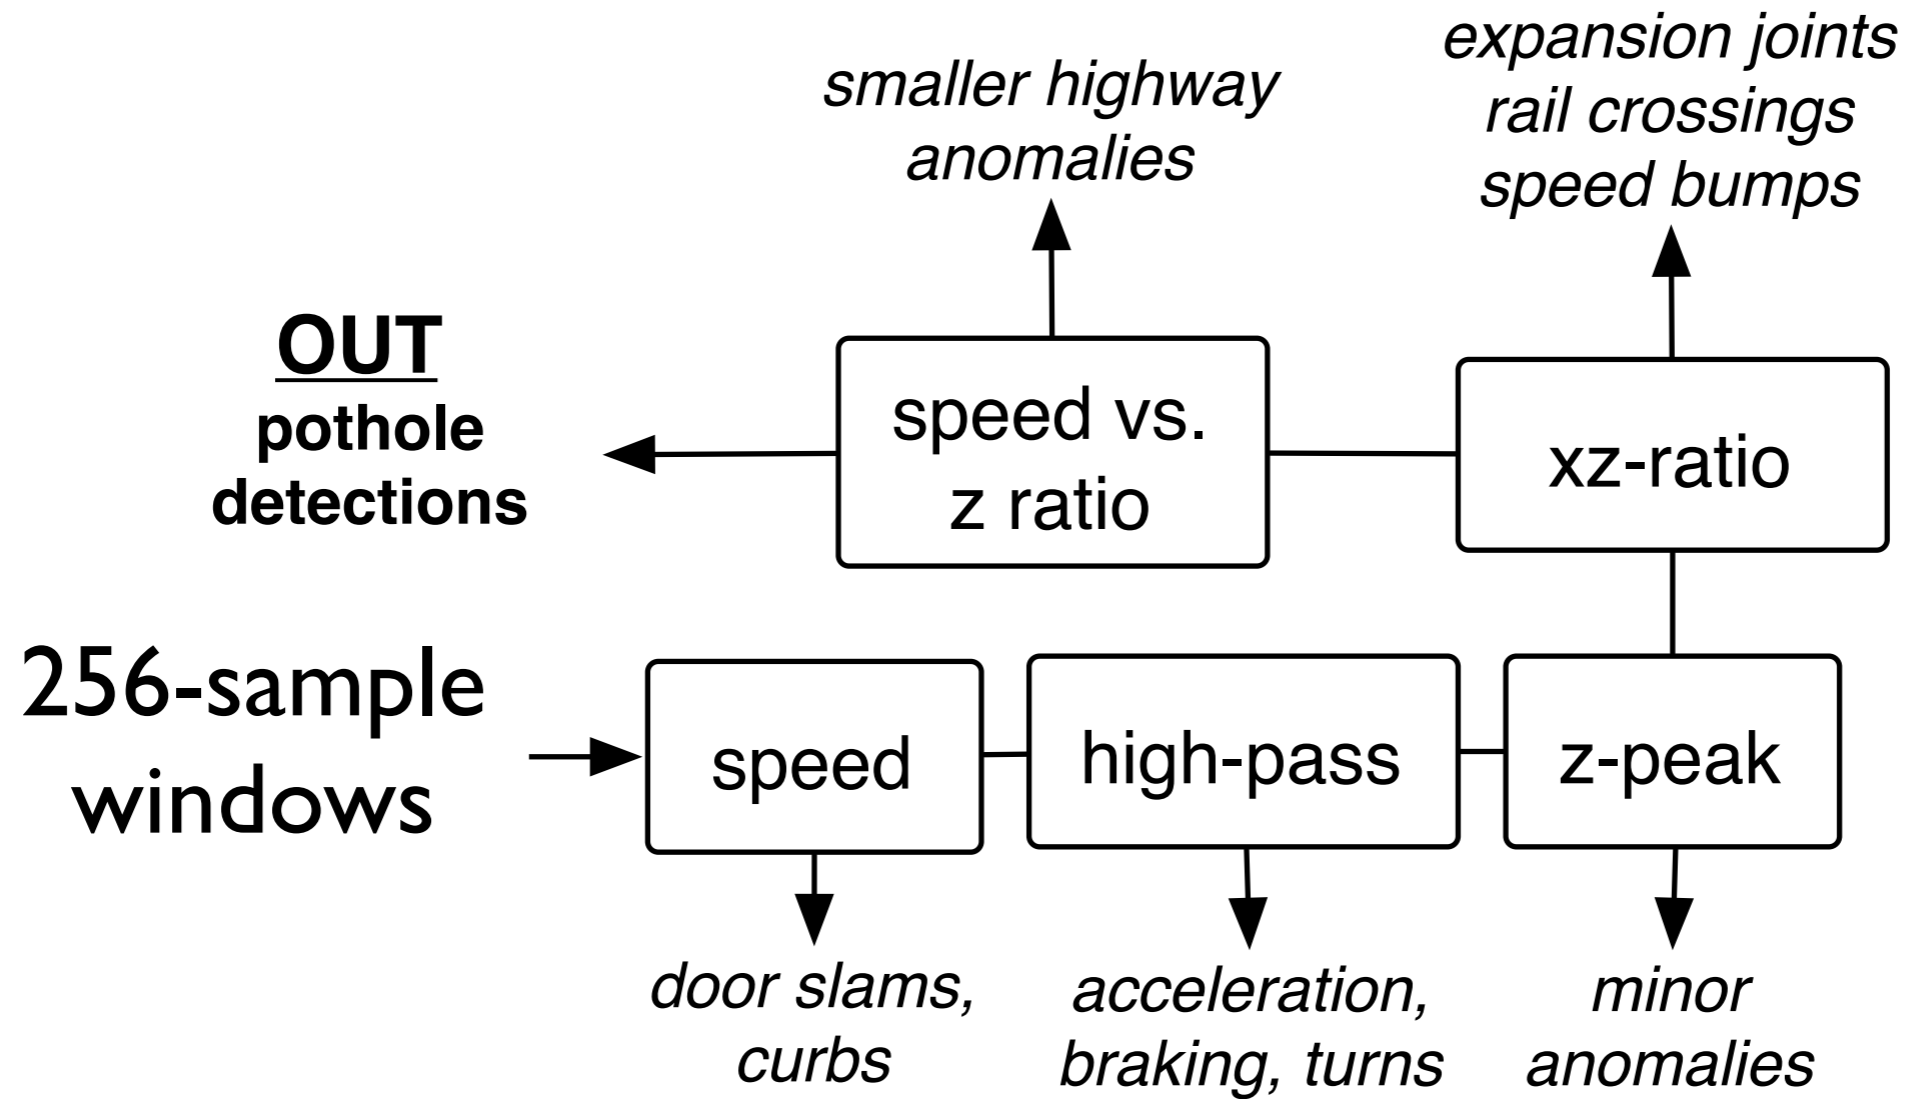 smaller highway
anomalies
expansion joints
rail crossings
speed bumps
OUT
pothole
detections
speed vs.
z ratio
xz-ratio
256-sample
windows
speed
high-pass
z-peak
door slams,
curbs
acceleration,
braking, turns
minor
anomalies